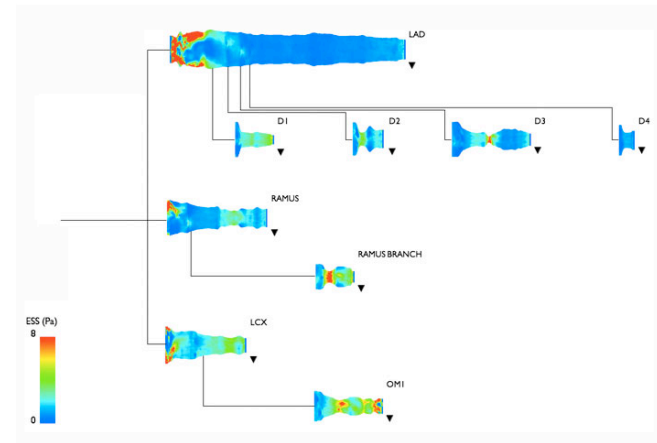 LAD
D1
D2
D3
D4
RAMUS
RAMUS BRANCH
ESS (Pa)
8
LCX
0
OM1